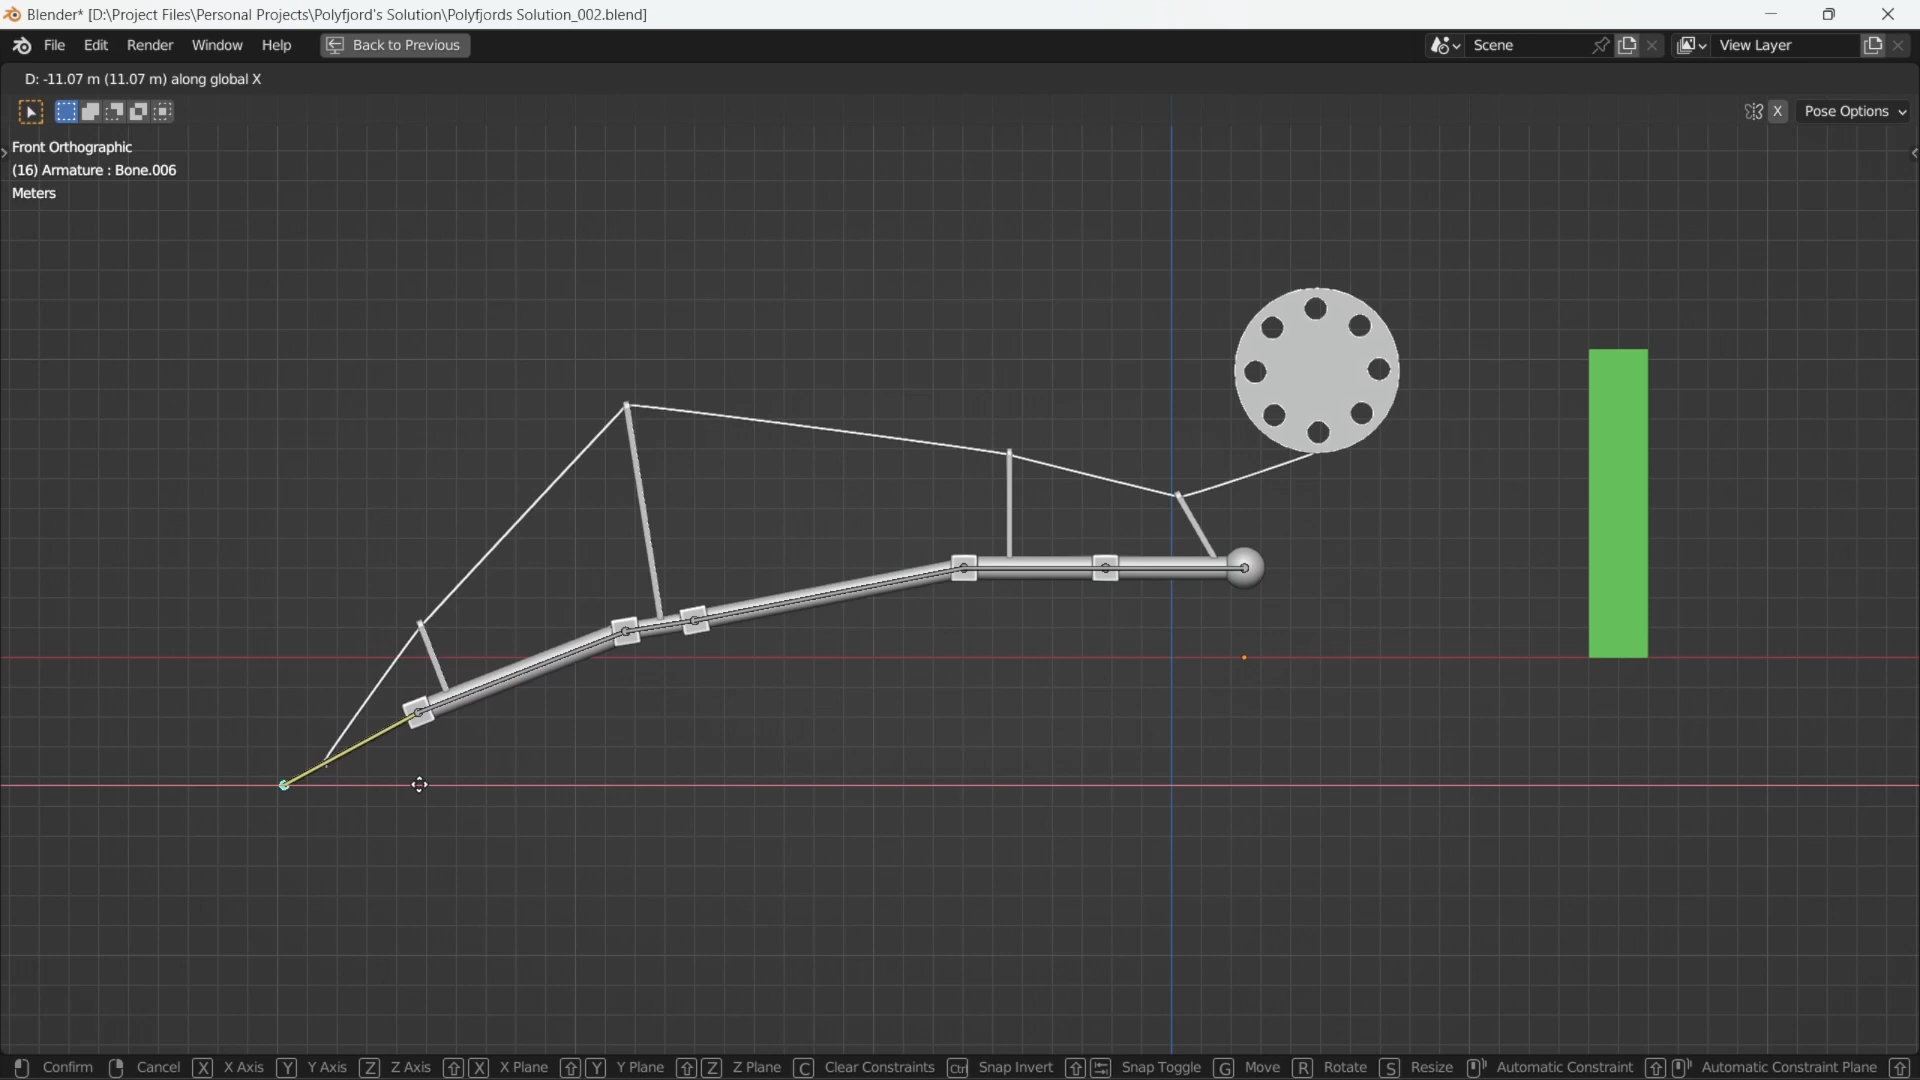 Blender* [D:\Project Files\Personal Projects\Polyfjord's Solution\Polyfjords Solution_002.blend]
File Edit Render Window Help Back to Previous Scene View Layer
D: -11.07 m (11.07 m) along global X
X Pose Options
Front Orthographic
(16) Armature : Bone.006
Meters
Confirm Cancel X X Axis Y Y Axis Z Z Axis X X Plane Y Y Plane Z Z Plane C Clear Constraints Ctrl Snap Invert Snap Toggle G Move R Rotate S Resize Automatic Constraint Automatic Constraint Plane